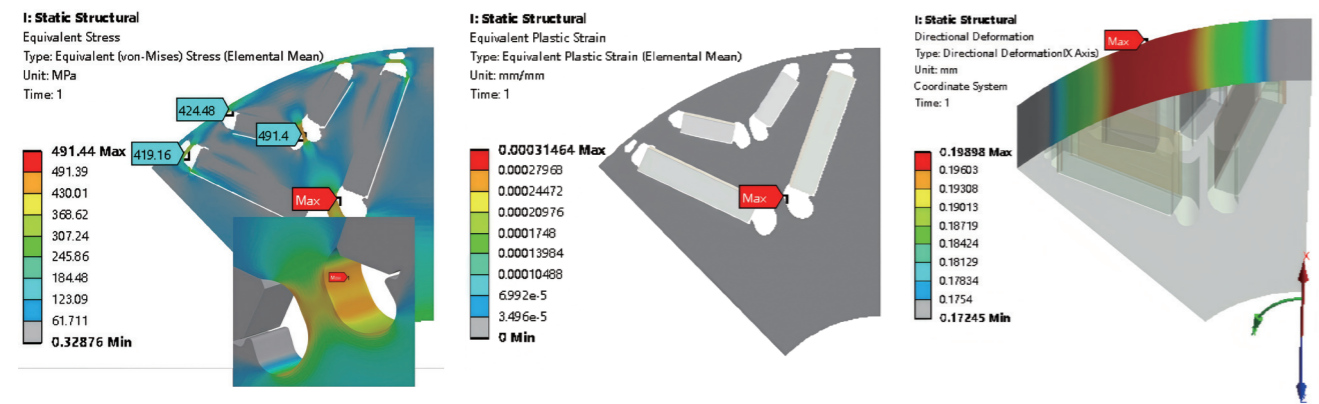 I: Static Structural
Equivalent Stress
Type: Equivalent (von-Mises) Stress (Elemental Mean)
Unit: MPa
Time: 1
424.48
491.4
419.16
Max
Max
491.44 Max
491.39
430.01
368.62
307.24
245.86
184.48
123.09
61.711
0.32876 Min
I: Static Structural
Equivalent Plastic Strain
Type: Equivalent Plastic Strain (Elemental Mean)
Unit: mm/mm
Time: 1
Max
0.00031464 Max
0.00027968
0.00024472
0.00020976
0.0001748
0.00013984
0.00010488
6.992e-5
3.496e-5
0 Min
I: Static Structural
Directional Deformation
Type: Directional Deformation(X Axis)
Unit: mm
Coordinate System
Time: 1
Max
0.19898 Max
0.19603
0.19308
0.19013
0.18719
0.18424
0.18129
0.17834
0.1754
0.17245 Min
X